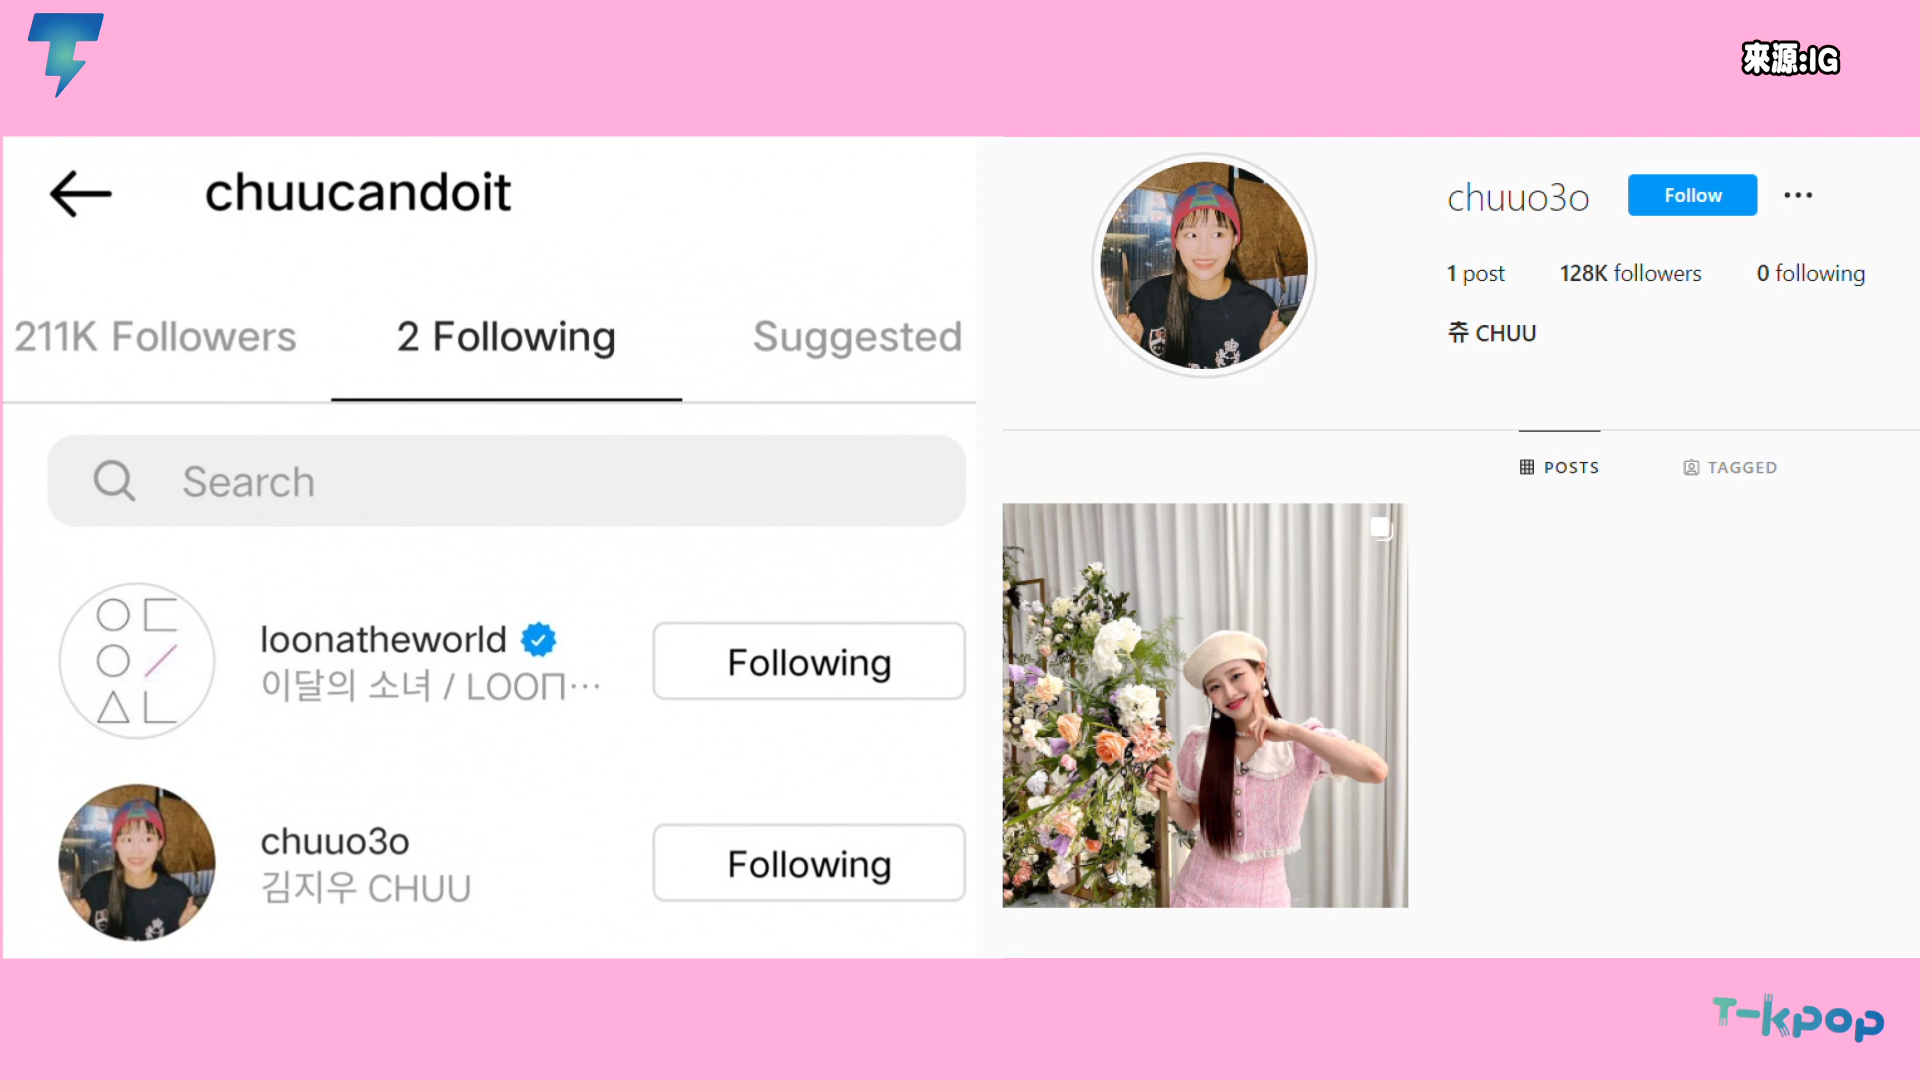 來源:IG
chuucandoit
211K Followers
2 Following
Suggested
Search
loonatheworld
이달의 소녀 / LOOΠ···
Following
chuuo3o
김지우 CHUU
Following
chuuo3o
Follow
1 post
128K followers
0 following
츄 CHUU
POSTS
TAGGED
T-kpop